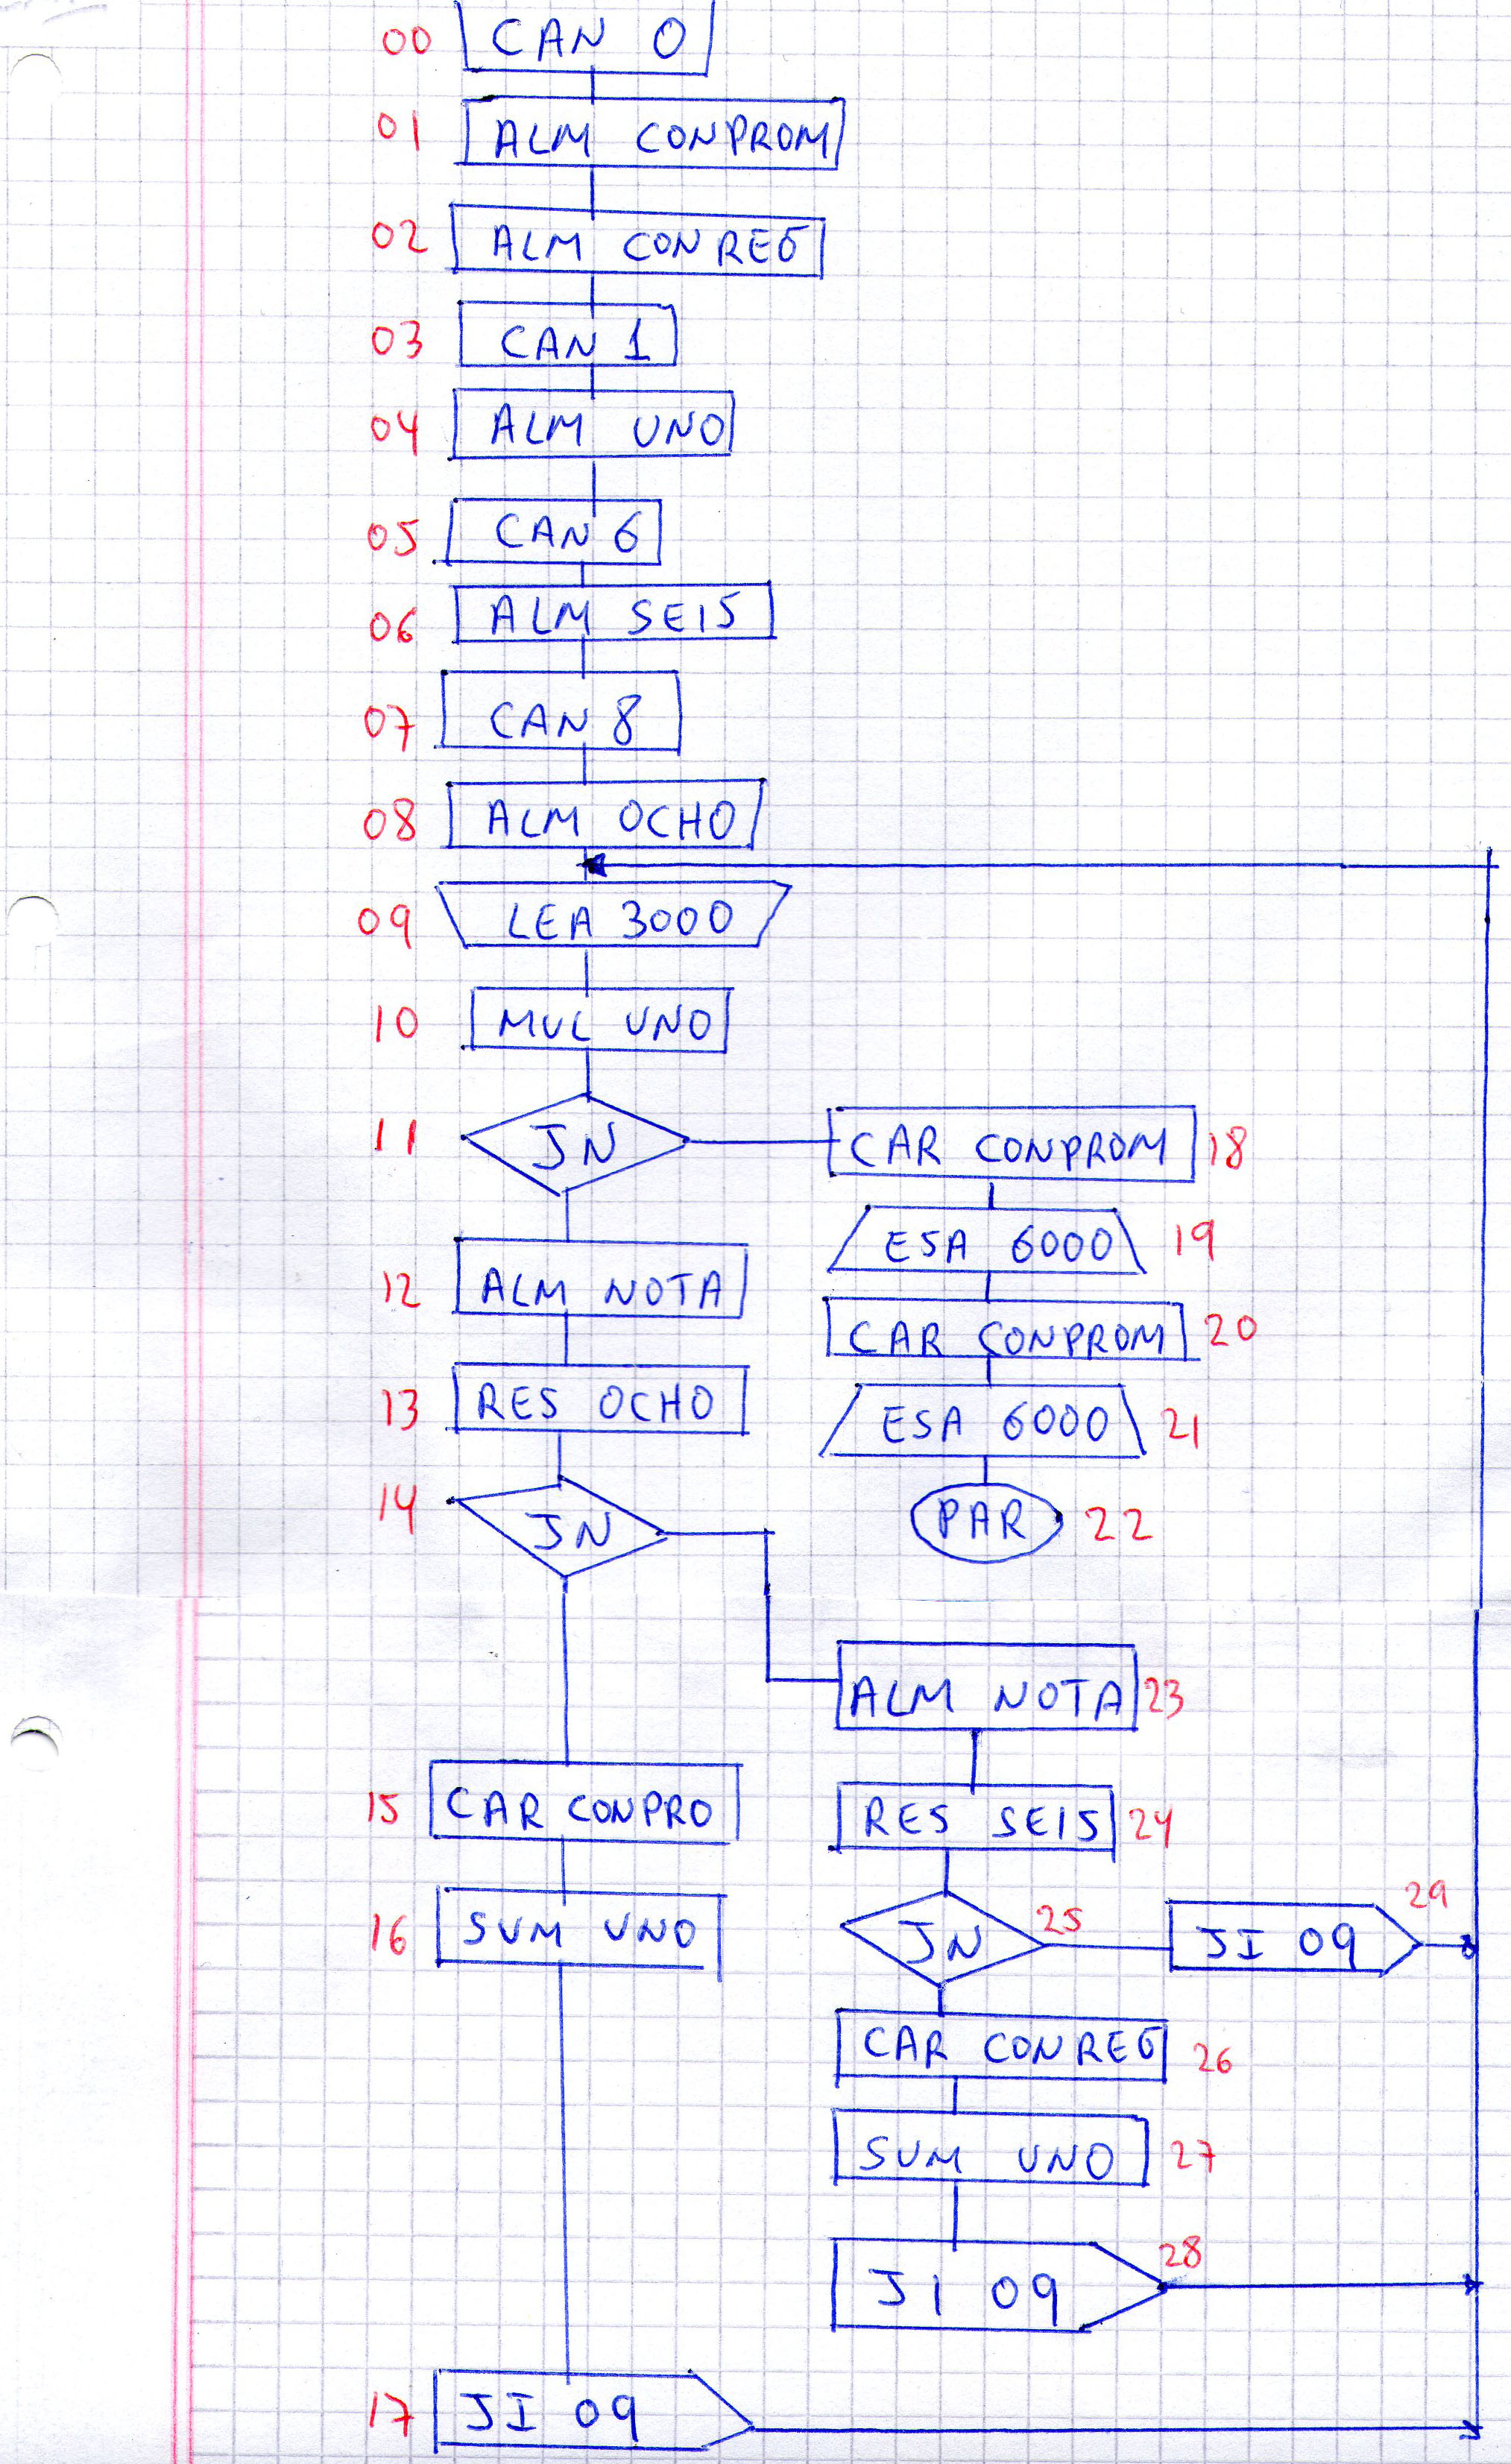 00 CAN 0
01 ALM CONPROM
02 ALM CONREG
03 CAN 1
04 ALM UNO
05 CAN 6
06 ALM SEIS
07 CAN 8
08 ALM OCHO
09 LEA 3000
10 MUL UNO
11 JN
12 ALM NOTA
13 RES OCHO
14 JN
15 CAR CONPRO
16 SUM UNO
17 JI 09
CAR CONPROM 18
ESA 6000 19
CAR CONPROM 20
ESA 6000 21
PAR 22
ALM NOTA 23
RES SEIS 24
JN 25
CAR CONREG 26
SUM UNO 27
JI 09 28
JI 09 29